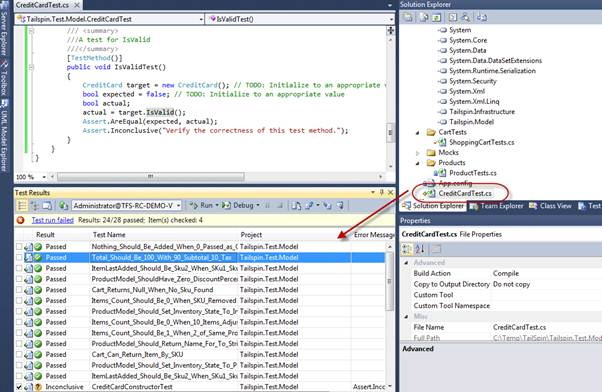 CreditCardTest.cs
Tailspin.Test.Model.CreditCardTest
IsValidTest()
/// <summary>
///A test for IsValid
///</summary>
[TestMethod()]
public void IsValidTest()
{
CreditCard target = new CreditCard(); // TODO: Initialize to an appropriate v
bool expected = false; // TODO: Initialize to an appropriate value
bool actual;
actual = target.IsValid();
Assert.AreEqual(expected, actual);
Assert.Inconclusive("Verify the correctness of this test method.");
}
}
}
100 %
Server Explorer
Toolbox
UML Model Explorer
Solution Explorer
System
System.Core
System.Data
System.Data.DataSetExtensions
System.Runtime.Serialization
System.Security
System.Xml
System.Xml.Linq
Tailspin.Infrastructure
Tailspin.Model
CartTests
ShoppingCartTests.cs
Mocks
Products
ProductTests.cs
App.config
CreditCardTest.cs
Solution Explorer Team Explorer Class View Test
Test Results
Administrator@TFS-RC-DEMO-V Run Debug
Test run failed Results: 24/28 passed; Item(s) checked: 4
Result Test Name Project Error Message
Passed Nothing_Should_Be_Added_When_0_Passed_as_ Tailspin.Test.Model
Passed Total_Should_Be_100_With_90_Subtotal_10_Tax Tailspin.Test.Model
Passed ItemLastAdded_Should_Be_Sku2_When_SKU1_SK Tailspin.Test.Model
Passed ProductModel_ShouldHave_Zero_DiscountPercer Tailspin.Test.Model
Passed Cart_Returns_Null_When_No_Sku_Found Tailspin.Test.Model
Passed Items_Count_Should_Be_0_When_SKU_Removed Tailspin.Test.Model
Passed ProductModel_Should_Set_Inventory_State_To_I Tailspin.Test.Model
Passed Items_Count_Should_Be_0_When_10_Items_Adjus Tailspin.Test.Model
Passed Items_Count_Should_Be_1_When_2_of_Same_Pro Tailspin.Test.Model
Passed ProductModel_Should_Return_Name_For_To_Stri Tailspin.Test.Model
Passed Cart_Can_Return_Item_By_SKU Tailspin.Test.Model
Passed ProductModel_Should_Set_Inventory_State_To_I Tailspin.Test.Model
Passed ItemLastAdded_Should_Be_Sku2_When_SKU1_SK Tailspin.Test.Model
Inconclusive CreditCardConstructorTest Tailspin.Test.Model Assert.Inco
Properties
CreditCardTest.cs File Properties
Advanced
Build Action Compile
Copy to Output Directory Do not copy
Custom Tool
Custom Tool Namespace
Misc
File Name CreditCardTest.cs
Full Path C:\Temp\TailSpin\Tailspin.Test.Mo
Advanced